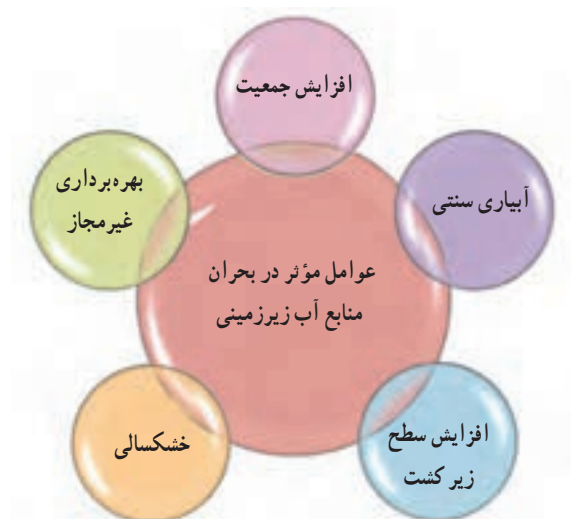 افزایش جمعیت
بهره‌برداری
غیرمجاز
آبیاری سنتی
عوامل مؤثر در بحران
منابع آب زیرزمینی
خشکسالی
افزایش سطح
زیر کشت